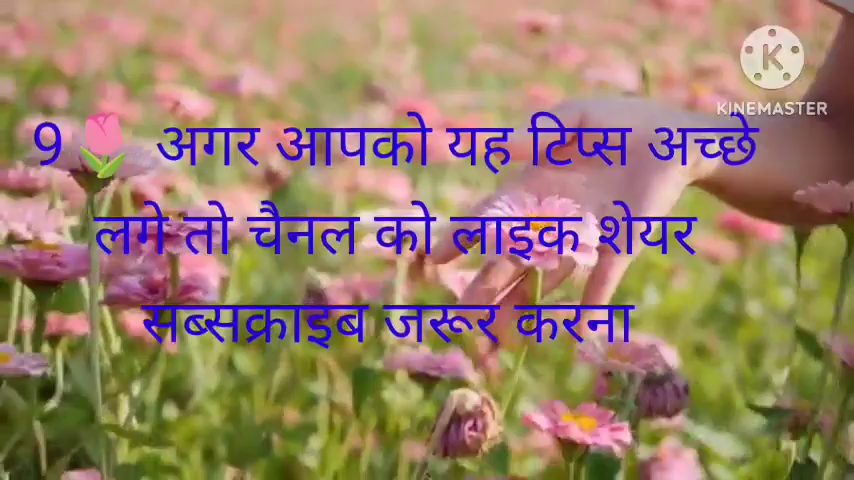 KINEMASTER
9🌷 अगर आपको यह टिप्स अच्छे
लगे तो चैनल को लाइक शेयर
सब्सक्राइब जरूर करना